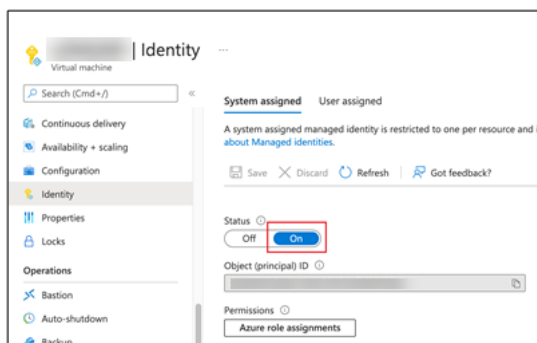 | Identity ...
Virtual machine
Search (Cmd+/)
«
Continuous delivery
Availability + scaling
Configuration
Identity
Properties
Locks
Operations
Bastion
Auto-shutdown
Backup
System assigned User assigned
A system assigned managed identity is restricted to one per resource and i
about Managed identities.
Save Discard Refresh Got feedback?
Status
Off On
Object (principal) ID
Permissions
Azure role assignments